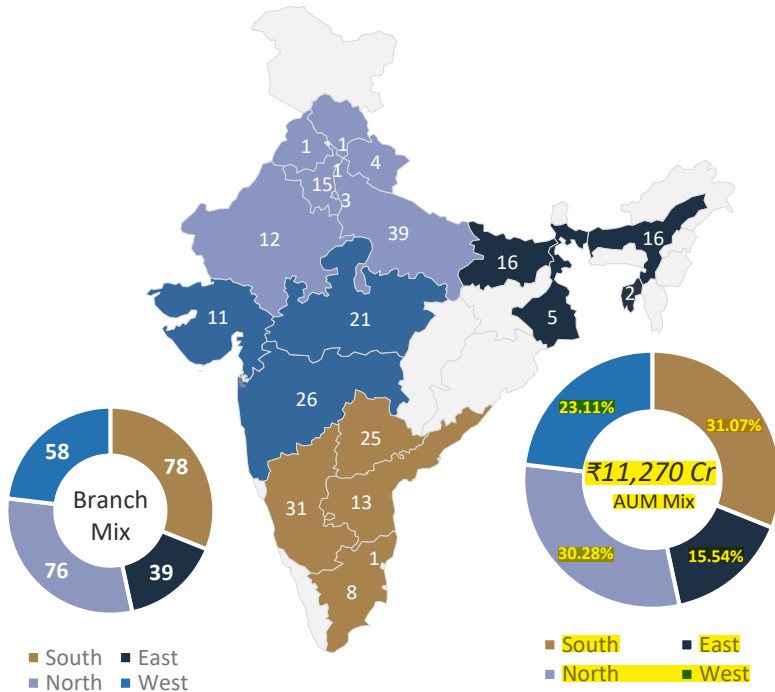 1
1
4
1
15
3
12
39
16
16
11
21
2
5
26
25
31
13
1
8
58
78
Branch
Mix
76
39
South
East
North
West
23.11%
31.07%
₹11,270 Cr
AUM Mix
30.28%
15.54%
South
East
North
West